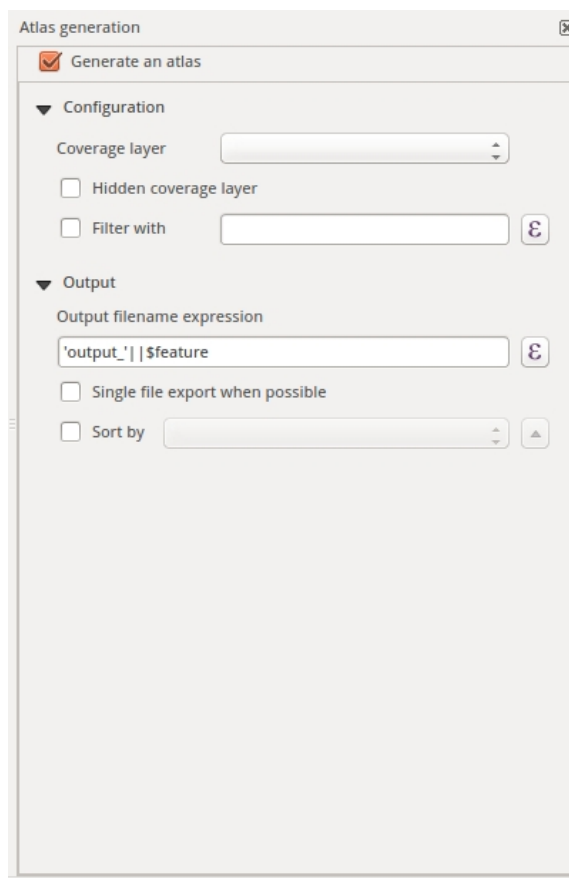 Atlas generation
Generate an atlas
Configuration
Coverage layer
Hidden coverage layer
Filter with
ε
Output
Output filename expression
'output_'||$feature
ε
Single file export when possible
Sort by